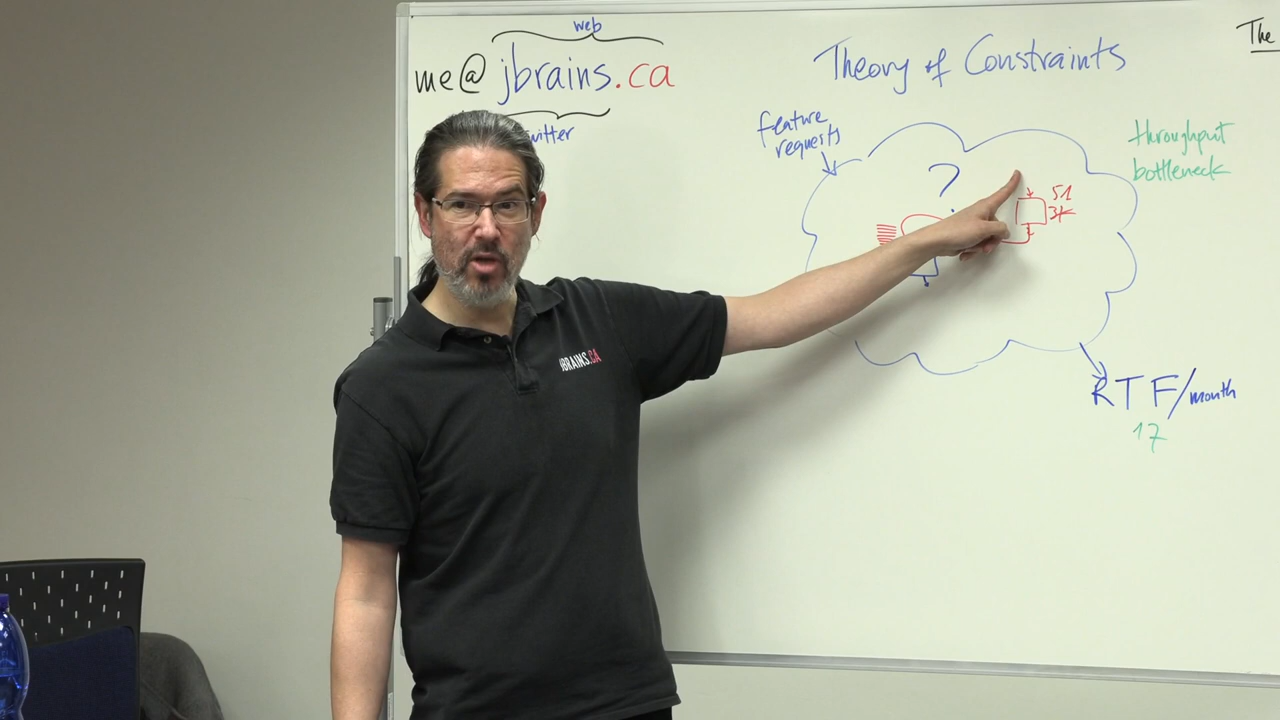 web
me@jbrains.ca
twitter
Theory of Constraints
The
feature
requests
throughput
bottleneck
?
51
RTF/month
17
JBRAINS.CA